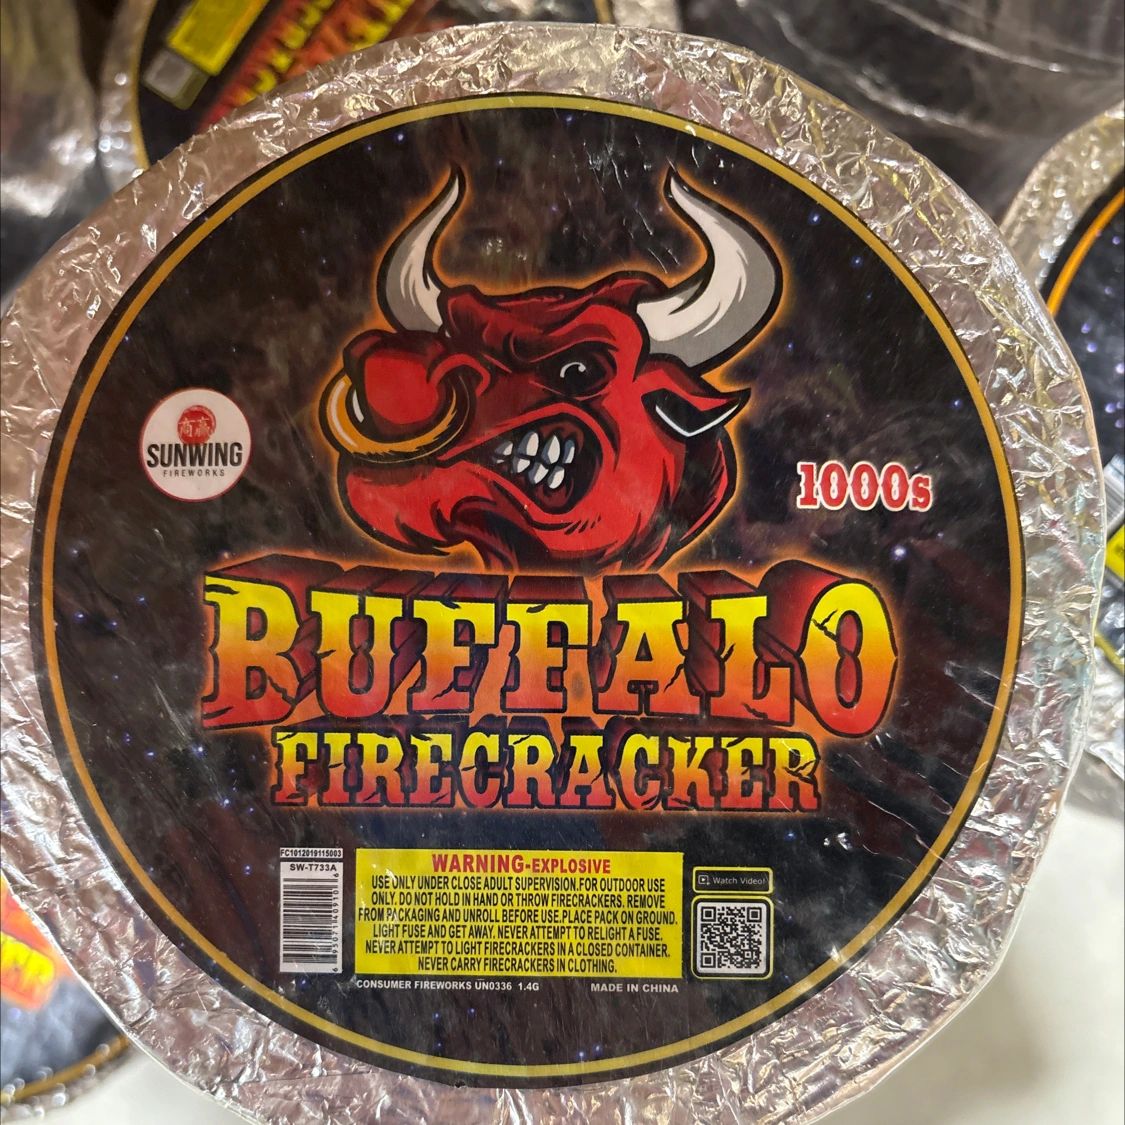 商赢
SUNWING
FIREWORKS
1000s
BUFFALO
FIRECRACKER
FC1012019115003
SW-T733A
WARNING-EXPLOSIVE
USE ONLY UNDER CLOSE ADULT SUPERVISION.FOR OUTDOOR USE
ONLY. DO NOT HOLD IN HAND OR THROW FIRECRACKERS. REMOVE
FROM PACKAGING AND UNROLL BEFORE USE.PLACE PACK ON GROUND.
LIGHT FUSE AND GET AWAY. NEVER ATTEMPT TO RELIGHT A FUSE.
NEVER ATTEMPT TO LIGHT FIRECRACKERS IN A CLOSED CONTAINER.
NEVER CARRY FIRECRACKERS IN CLOTHING.
Watch Video!
CONSUMER FIREWORKS UN0336 1.4G
MADE IN CHINA